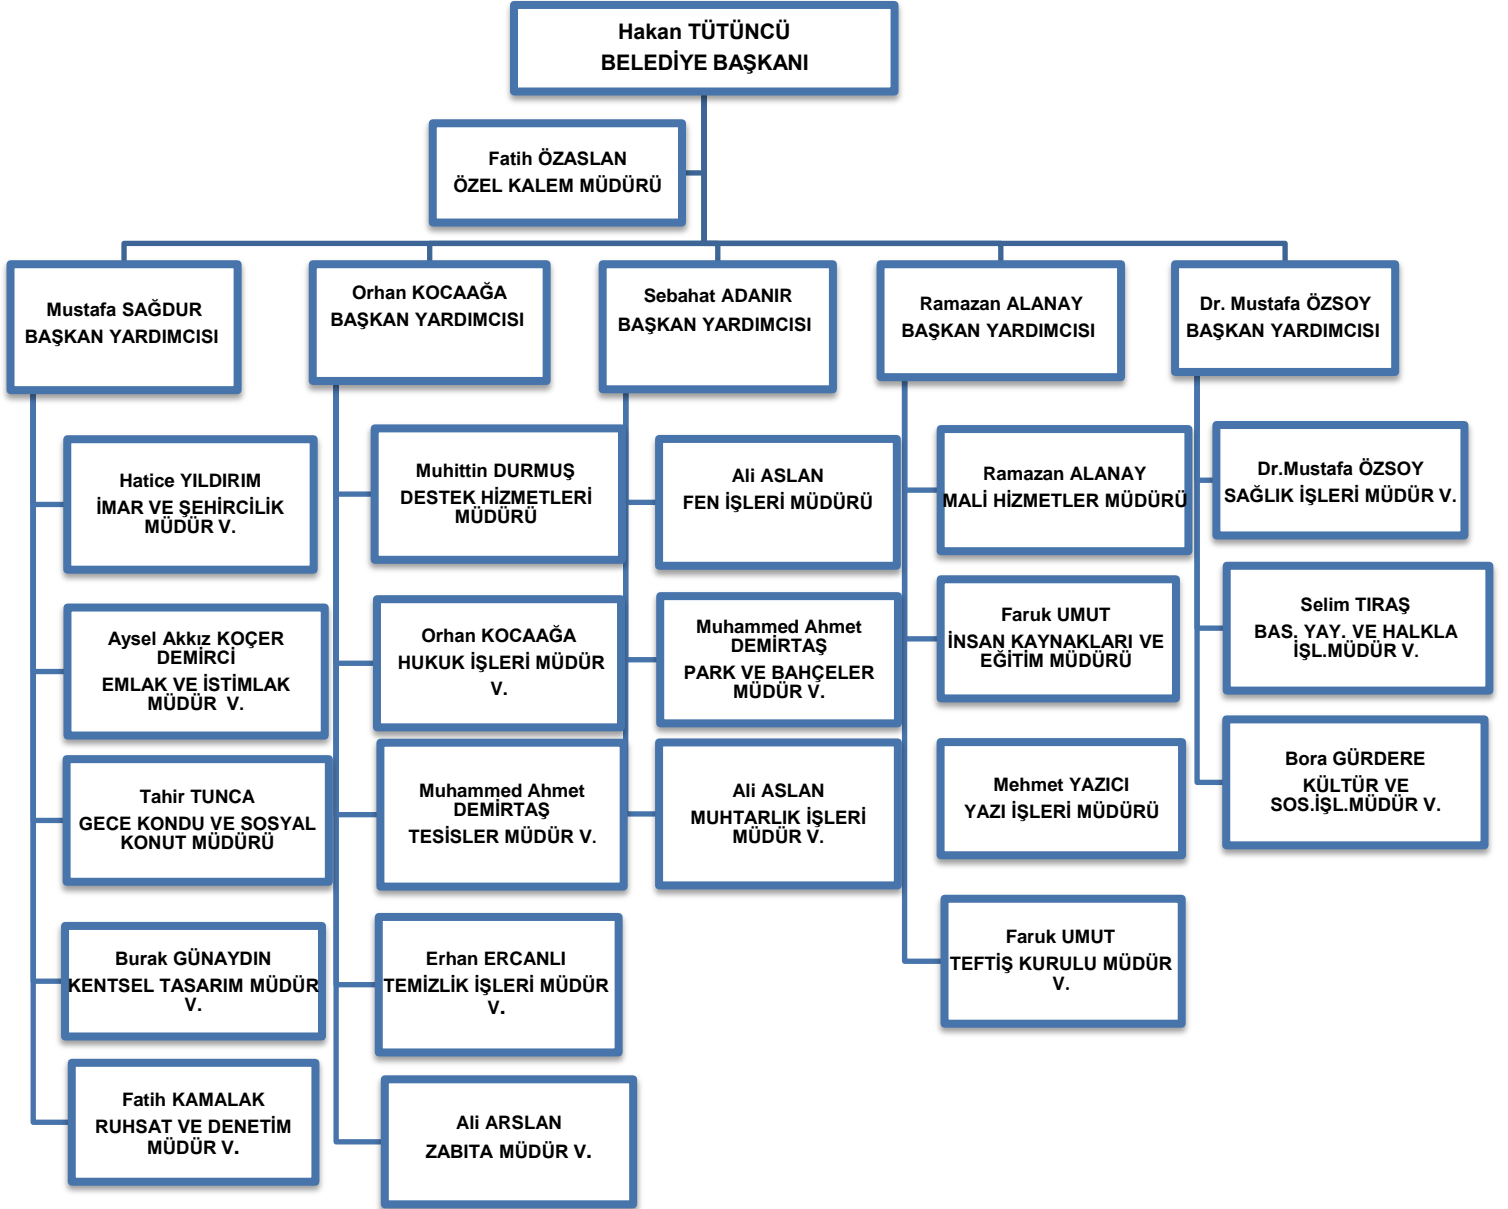 Hakan TÜTÜNCÜ
BELEDİYE BAŞKANI
Fatih ÖZASLAN
ÖZEL KALEM MÜDÜRÜ
Mustafa SAĞDUR
BAŞKAN YARDIMCISI
Hatice YILDIRIM
İMAR VE ŞEHİRCİLİK
MÜDÜR V.
Aysel Akkız KOÇER
DEMİRCİ
EMLAK VE İSTİMLAK
MÜDÜR  V.
Tahir TUNCA
GECE KONDU VE SOSYAL
KONUT MÜDÜRÜ
Burak GÜNAYDIN
KENTSEL TASARIM MÜDÜR
V.
Fatih KAMALAK
RUHSAT VE DENETİM
MÜDÜR V.
Orhan KOCAAĞA
BAŞKAN YARDIMCISI
Muhittin DURMUŞ
DESTEK HİZMETLERİ
MÜDÜRÜ
Orhan KOCAAĞA
HUKUK İŞLERİ MÜDÜR
V.
Muhammed Ahmet
DEMİRTAŞ
TESİSLER MÜDÜR V.
Erhan ERCANLI
TEMİZLİK İŞLERİ MÜDÜR
V.
Ali ARSLAN
ZABITA MÜDÜR V.
Sebahat ADANIR
BAŞKAN YARDIMCISI
Ali ASLAN
FEN İŞLERİ MÜDÜRÜ
Muhammed Ahmet
DEMİRTAŞ
PARK VE BAHÇELER
MÜDÜR V.
Ali ASLAN
MUHTARLIK İŞLERİ
MÜDÜR V.
Ramazan ALANAY
BAŞKAN YARDIMCISI
Ramazan ALANAY
MALİ HİZMETLER MÜDÜRÜ
Faruk UMUT
İNSAN KAYNAKLARI VE
EĞİTİM MÜDÜRÜ
Mehmet YAZICI
YAZI İŞLERİ MÜDÜRÜ
Faruk UMUT
TEFTİŞ KURULU MÜDÜR
V.
Dr. Mustafa ÖZSOY
BAŞKAN YARDIMCISI
Dr.Mustafa ÖZSOY
SAĞLIK İŞLERİ MÜDÜR V.
Selim TIRAŞ
BAS. YAY. VE HALKLA
İŞL.MÜDÜR V.
Bora GÜRDERE
KÜLTÜR VE
SOS.İŞL.MÜDÜR V.